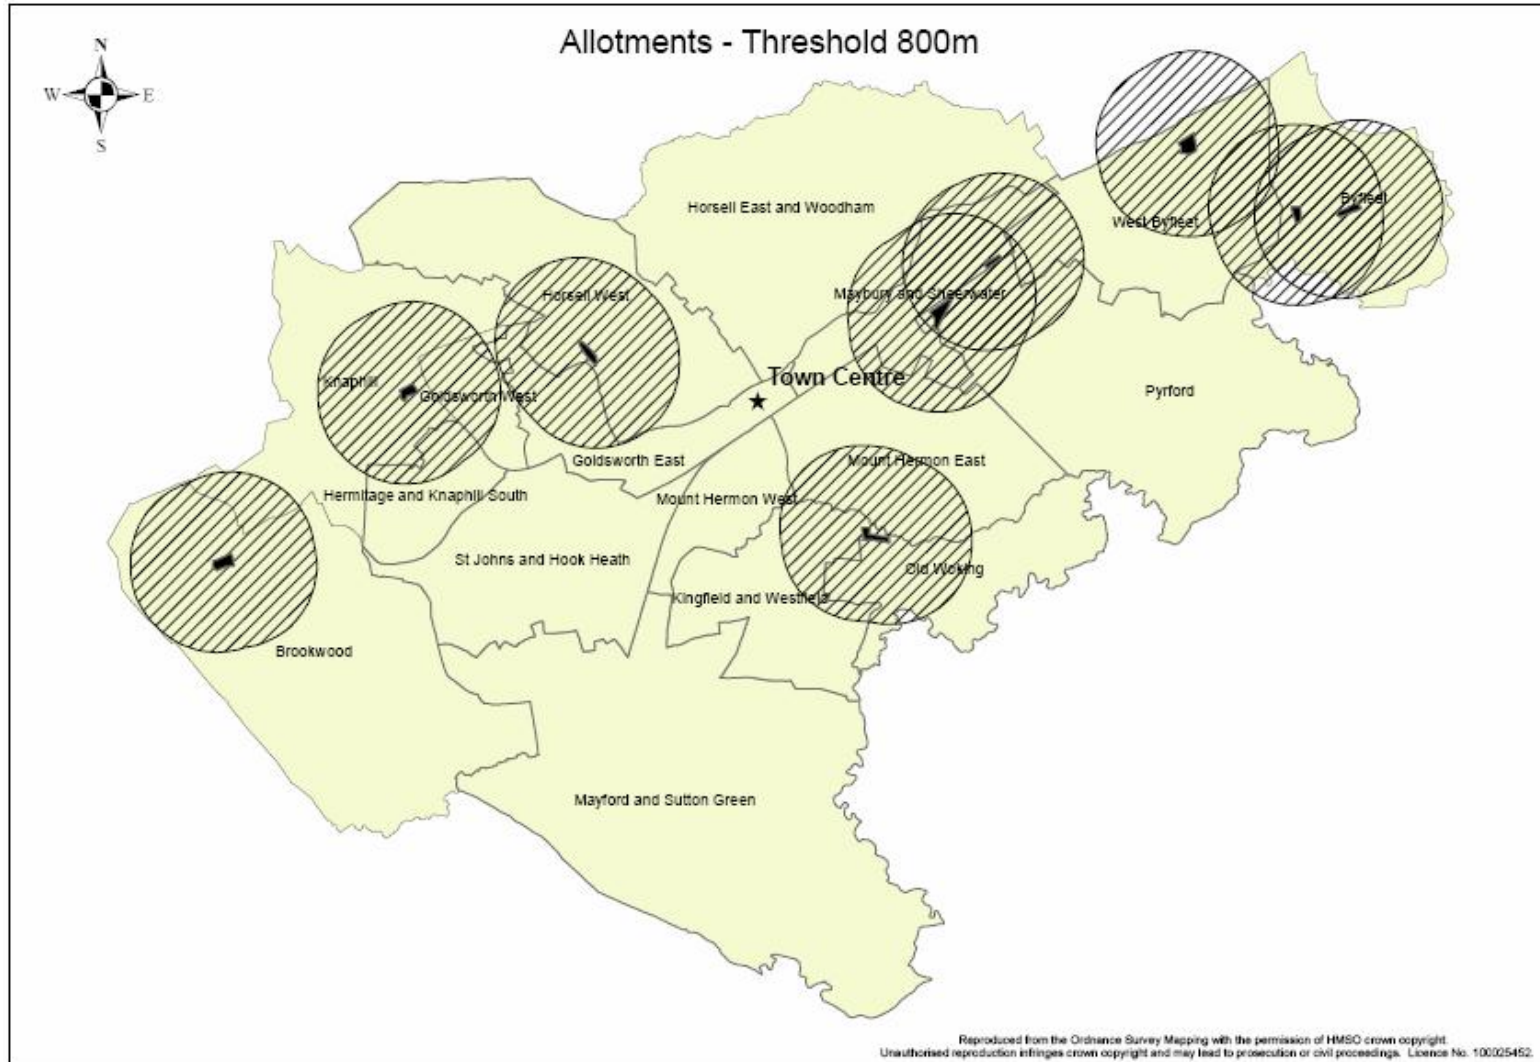 Allotments - Threshold 800m
N
W
E
S
Horsell East and Woodham
Byfleet
West Byfleet
Horsell West
Maybury and Sheerwater
Knaphill
Goldsworth West
Town Centre
Pyrford
Goldsworth East
Mount Hermon East
Hermitage and Knaphill South
Mount Hermon West
St Johns and Hook Heath
Old Woking
Kingfield and Westfield
Brookwood
Mayford and Sutton Green
Reproduced from the Ordnance Survey Mapping with the permission of HMSO crown copyright.
Unauthorised reproduction infringes crown copyright and may lead to prosecution or civil proceedings. Licence No. 100025452